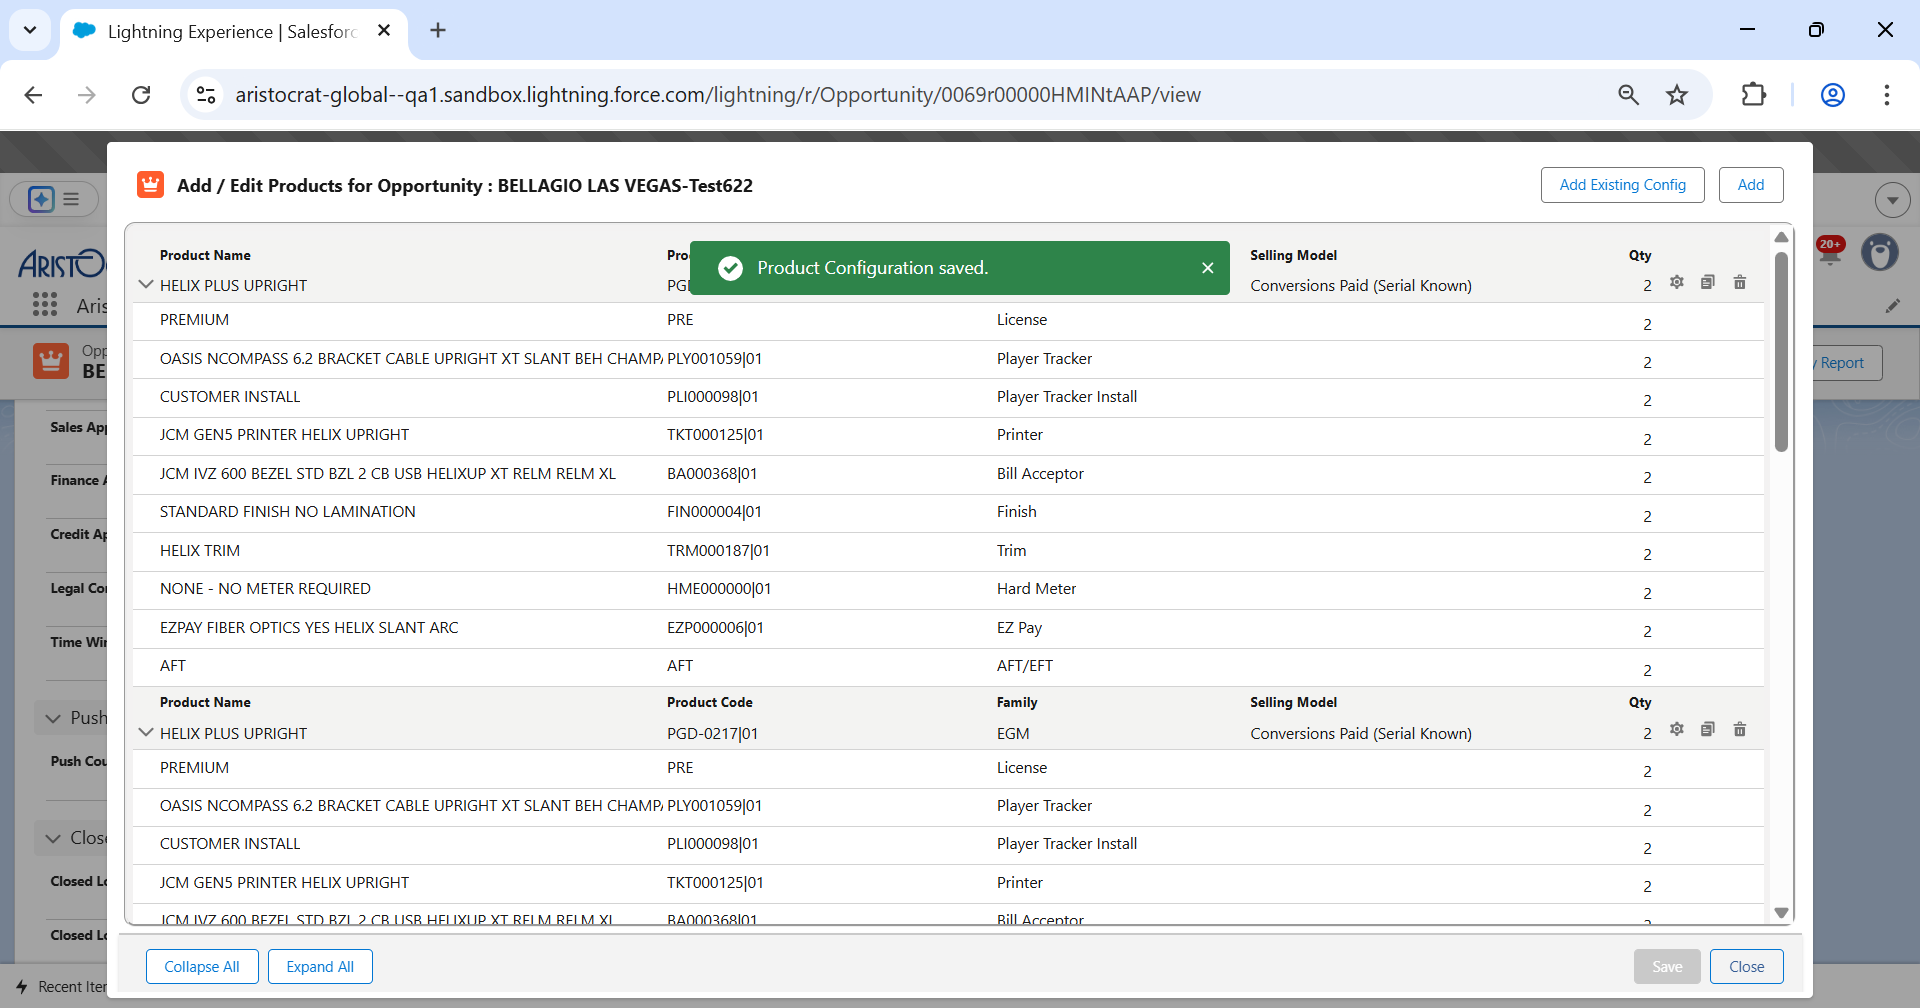 Lightning Experience | Salesforc
aristocrat-global--qa1.sandbox.lightning.force.com/lightning/r/Opportunity/0069r00000HMINtAAP/view
Add / Edit Products for Opportunity : BELLAGIO LAS VEGAS-Test622
Add Existing Config
Add
Product Name Pro Selling Model Qty
Product Configuration saved.
HELIX PLUS UPRIGHT PGD Conversions Paid (Serial Known) 2
PREMIUM PRE License 2
OASIS NCOMPASS 6.2 BRACKET CABLE UPRIGHT XT SLANT BEH CHAMPA PLY001059|01 Player Tracker 2
CUSTOMER INSTALL PLI000098|01 Player Tracker Install 2
JCM GEN5 PRINTER HELIX UPRIGHT TKT000125|01 Printer 2
JCM IVZ 600 BEZEL STD BZL 2 CB USB HELIXUP XT RELM RELM XL BA000368|01 Bill Acceptor 2
STANDARD FINISH NO LAMINATION FIN000004|01 Finish 2
HELIX TRIM TRM000187|01 Trim 2
NONE - NO METER REQUIRED HME000000|01 Hard Meter 2
EZPAY FIBER OPTICS YES HELIX SLANT ARC EZP000006|01 EZ Pay 2
AFT AFT AFT/EFT 2
Product Name Product Code Family Selling Model Qty
HELIX PLUS UPRIGHT PGD-0217|01 EGM Conversions Paid (Serial Known) 2
PREMIUM PRE License 2
OASIS NCOMPASS 6.2 BRACKET CABLE UPRIGHT XT SLANT BEH CHAMPA PLY001059|01 Player Tracker 2
CUSTOMER INSTALL PLI000098|01 Player Tracker Install 2
JCM GEN5 PRINTER HELIX UPRIGHT TKT000125|01 Printer 2
JCM IVZ 600 BEZEL STD BZL 2 CB USB HELIXUP XT RELM RELM XL BA000368|01 Bill Acceptor 2
Collapse All
Expand All
Save
Close
ARISTO
Aris
20+
Opp
BE
y Report
Sales App
Finance A
Credit Ap
Legal Con
Time Win
Push
Push Cou
Close
Closed Lo
Closed Lo
Recent Iter